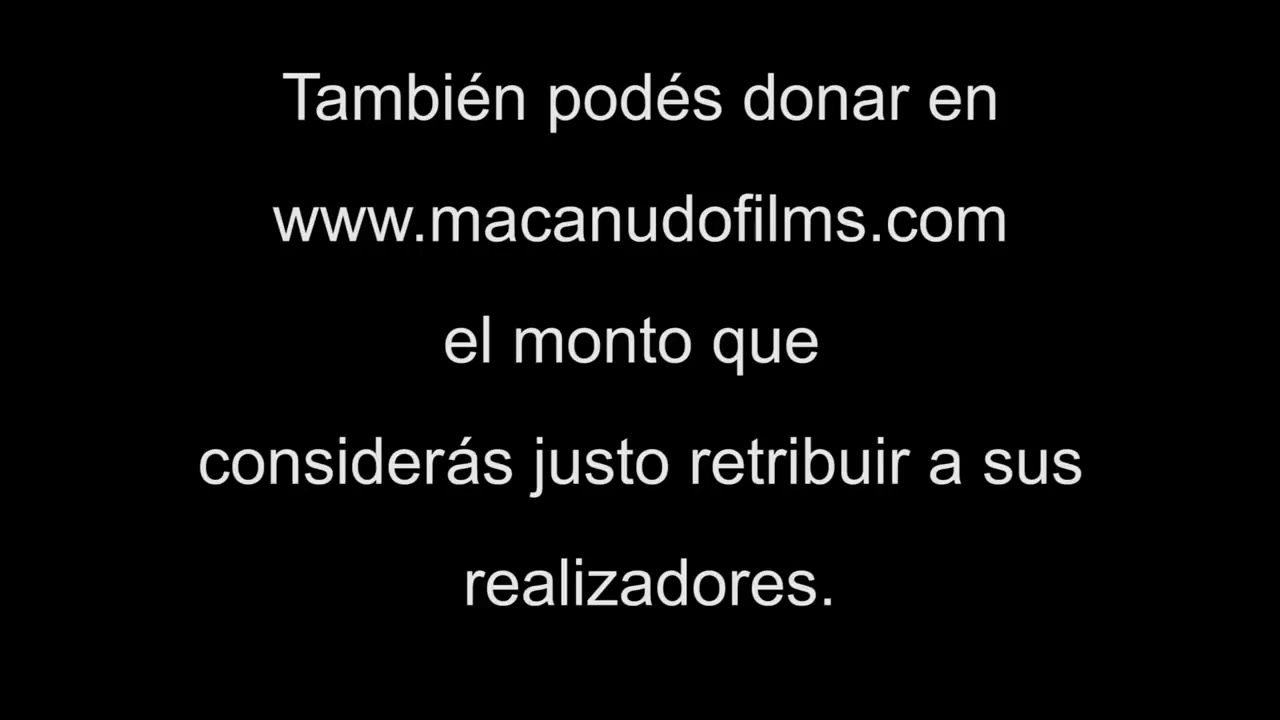 También podés donar en
www.macanudofilms.com
el monto que
considerás justo retribuir a sus
realizadores.